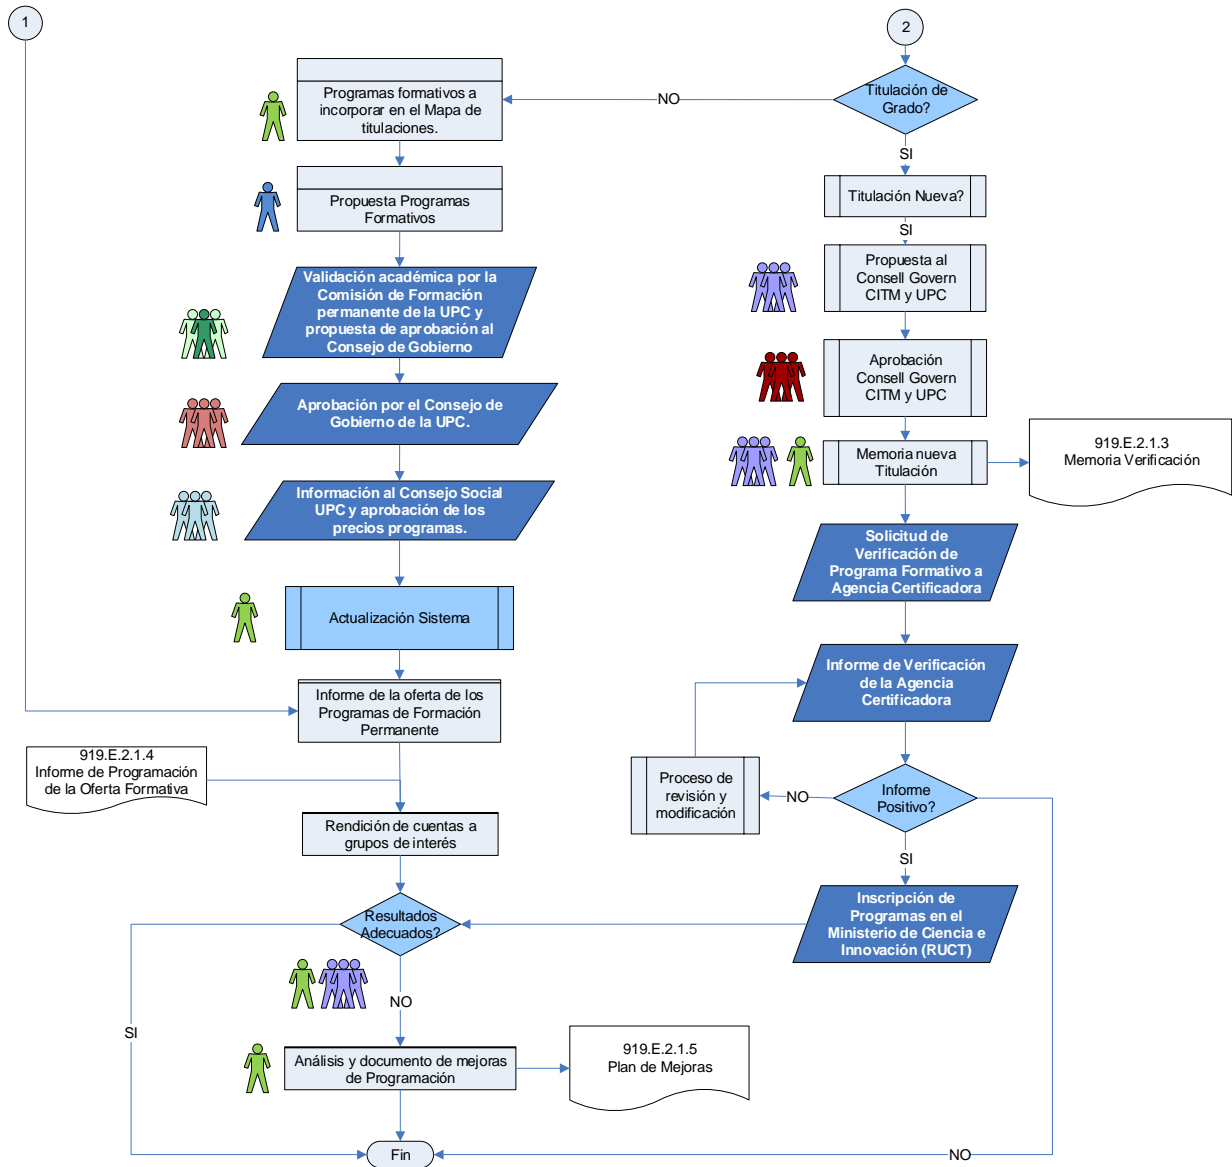 1
2
Programas formativos a
incorporar en el Mapa de
titulaciones.
NO
Titulación de
Grado?
SI
Propuesta Programas
Formativos
Titulación Nueva?
SI
Validación académica por la
Comisión de Formación
permanente de la UPC y
propuesta de aprobación al
Consejo de Gobierno
Propuesta al
Consell Govern
CITM y UPC
Aprobación por el Consejo de
Gobierno de la UPC.
Aprobación
Consell Govern
CITM y UPC
Memoria nueva
Titulación
919.E.2.1.3
Memoria Verificación
Información al Consejo Social
UPC y aprobación de los
precios programas.
Solicitud de
Verificación de
Programa Formativo a
Agencia Certificadora
Actualización Sistema
Informe de Verificación
de la Agencia
Certificadora
Informe de la oferta de los
Programas de Formación
Permanente
919.E.2.1.4
Informe de Programación
de la Oferta Formativa
Proceso de
revisión y
modificación
NO
Informe
Positivo?
SI
Rendición de cuentas a
grupos de interés
Inscripción de
Programas en el
Ministerio de Ciencia e
Innovación (RUCT)
Resultados
Adecuados?
NO
SI
Análisis y documento de mejoras
de Programación
919.E.2.1.5
Plan de Mejoras
Fin
NO